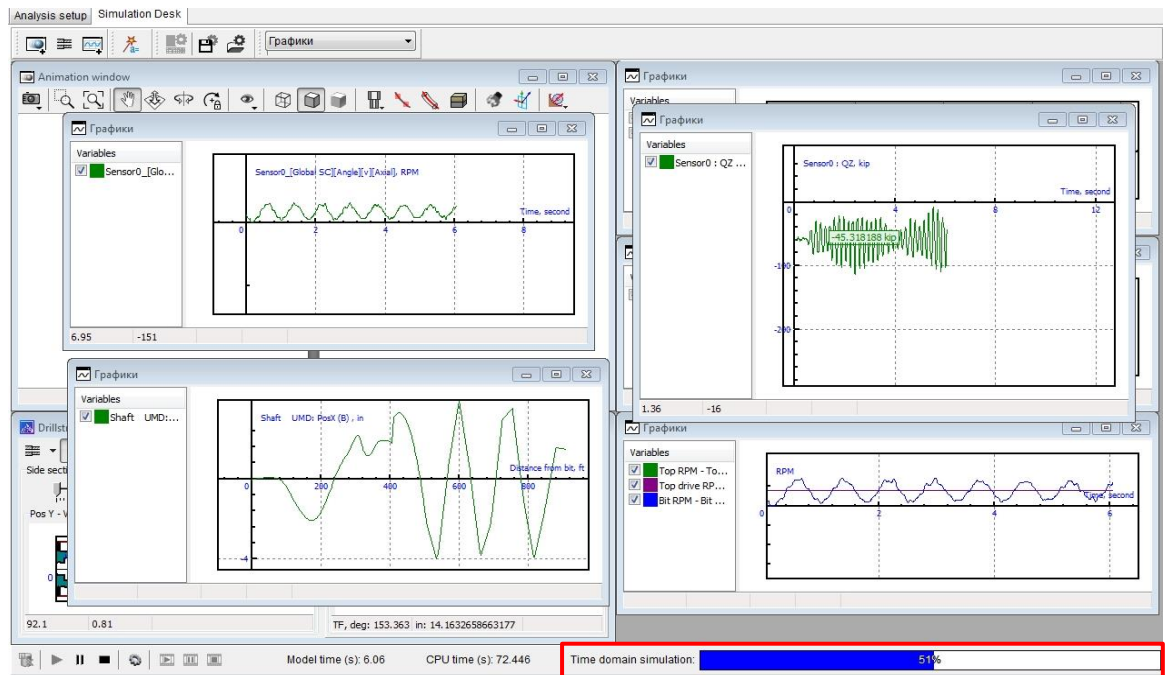 Analysis setup Simulation Desk
Графики
Animation window
Графики
Variables
Sensor0_[Glo...
Sensor0_[Global SC][Angle][v][Axial], RPM
Time, second
0 2 4 6 8
6.95 -151
Графики
Variables
Графики
Variables
Sensor0 : QZ ...
Sensor0 : QZ, kip
Time, second
0 4 8 12
-45.318188 kip
-100
-200
1.36 -16
Графики
Variables
Shaft UMD:...
Shaft UMD: PosX (B) , in
Distance from bit, ft
0 200 400 600 800
-4
Drillst
Side secti
Pos Y - V
0
92.1 0.81
TF, deg: 153.363 in: 14.1632658663177
Графики
Variables
Top RPM - To...
Top drive RP...
Bit RPM - Bit ...
RPM
Time, second
0 2 4 6
Model time (s): 6.06 CPU time (s): 72.446 Time domain simulation: 51%